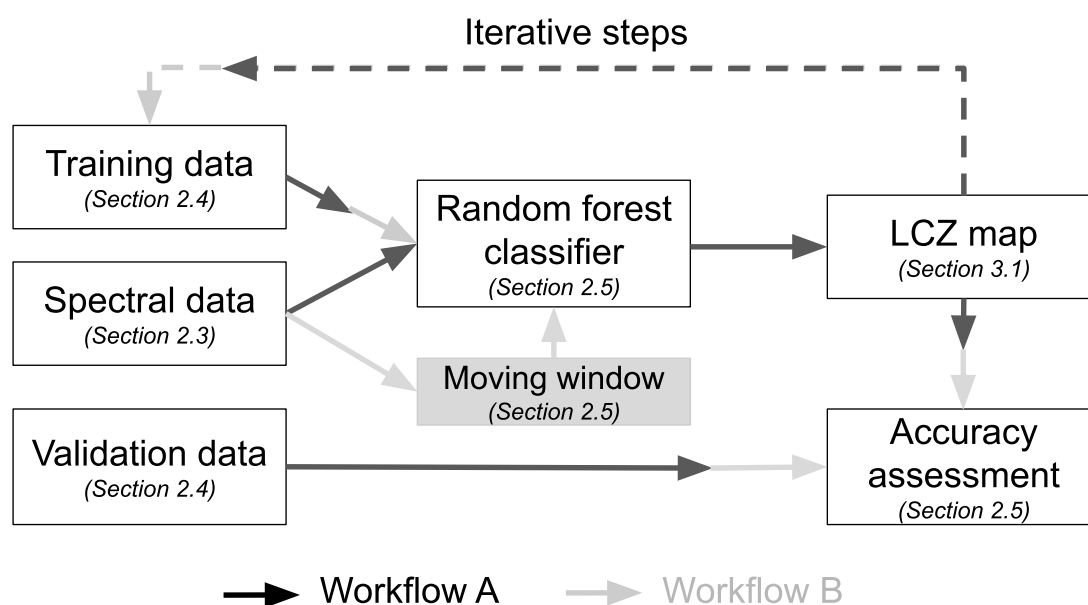 Iterative steps
Training data
(Section 2.4)
Random forest
classifier
(Section 2.5)
LCZ map
(Section 3.1)
Spectral data
(Section 2.3)
Moving window
(Section 2.5)
Validation data
(Section 2.4)
Accuracy
assessment
(Section 2.5)
Workflow A
Workflow B